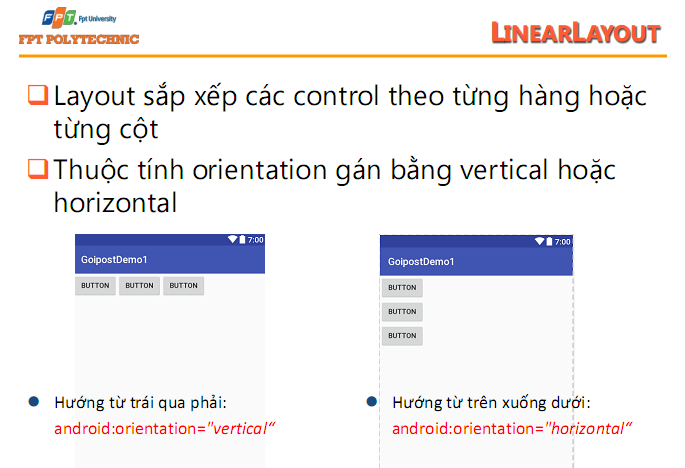 FPT Fpt University
FPT POLYTECHNIC
LINEARLAYOUT
Layout sắp xếp các control theo từng hàng hoặc
từng cột
Thuộc tính orientation gán bằng vertical hoặc
horizontal
7:00
GoipostDemo1
BUTTON BUTTON BUTTON
Hướng từ trái qua phải:
android:orientation="vertical“
7:00
GoipostDemo1
BUTTON
BUTTON
BUTTON
Hướng từ trên xuống dưới:
android:orientation="horizontal“